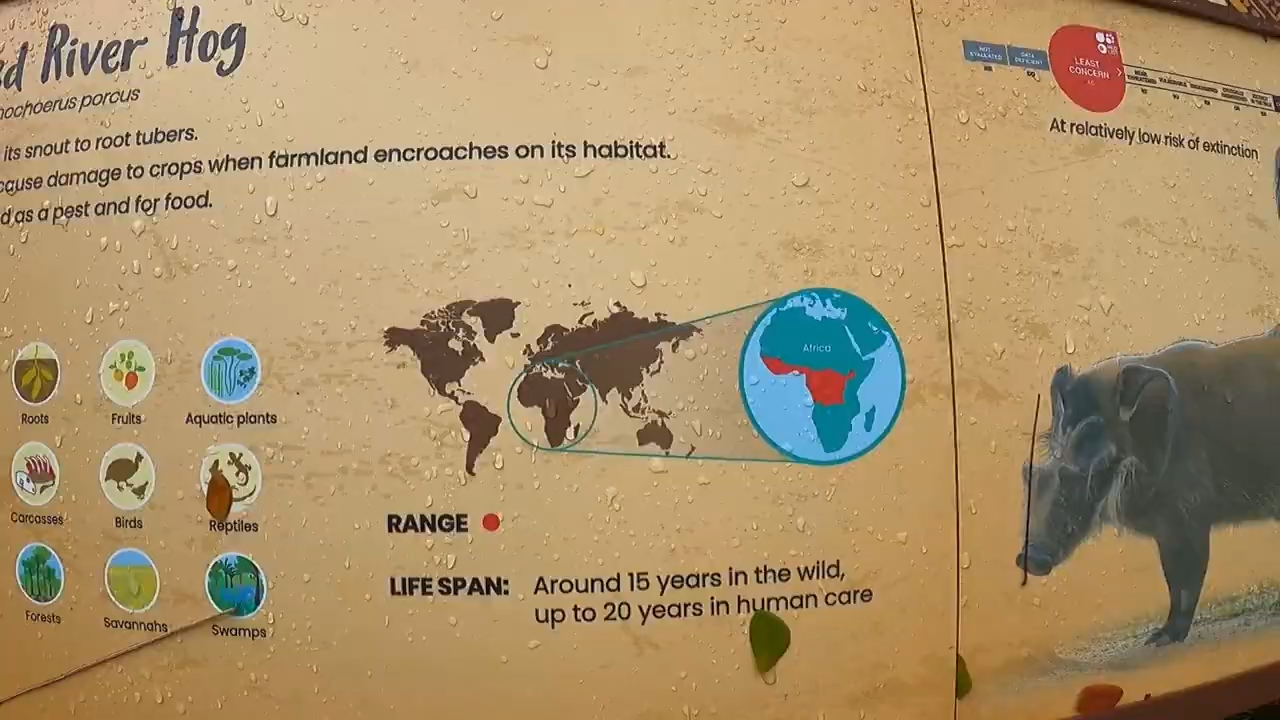 River Hog
porcus
its snout to root tubers.
damage to crops when farmland encroaches on its habitat.
as a pest and for food.
Roots
Fruits
Aquatic plants
Carcasses
Birds
Reptiles
Forests
Savannahs
Swamps
Africa
RANGE
LIFE SPAN: Around 15 years in the wild,
up to 20 years in human care
NOT
EVALUATED
DATA
DEFICIENT
LEAST
CONCERN
At relatively low risk of extinction